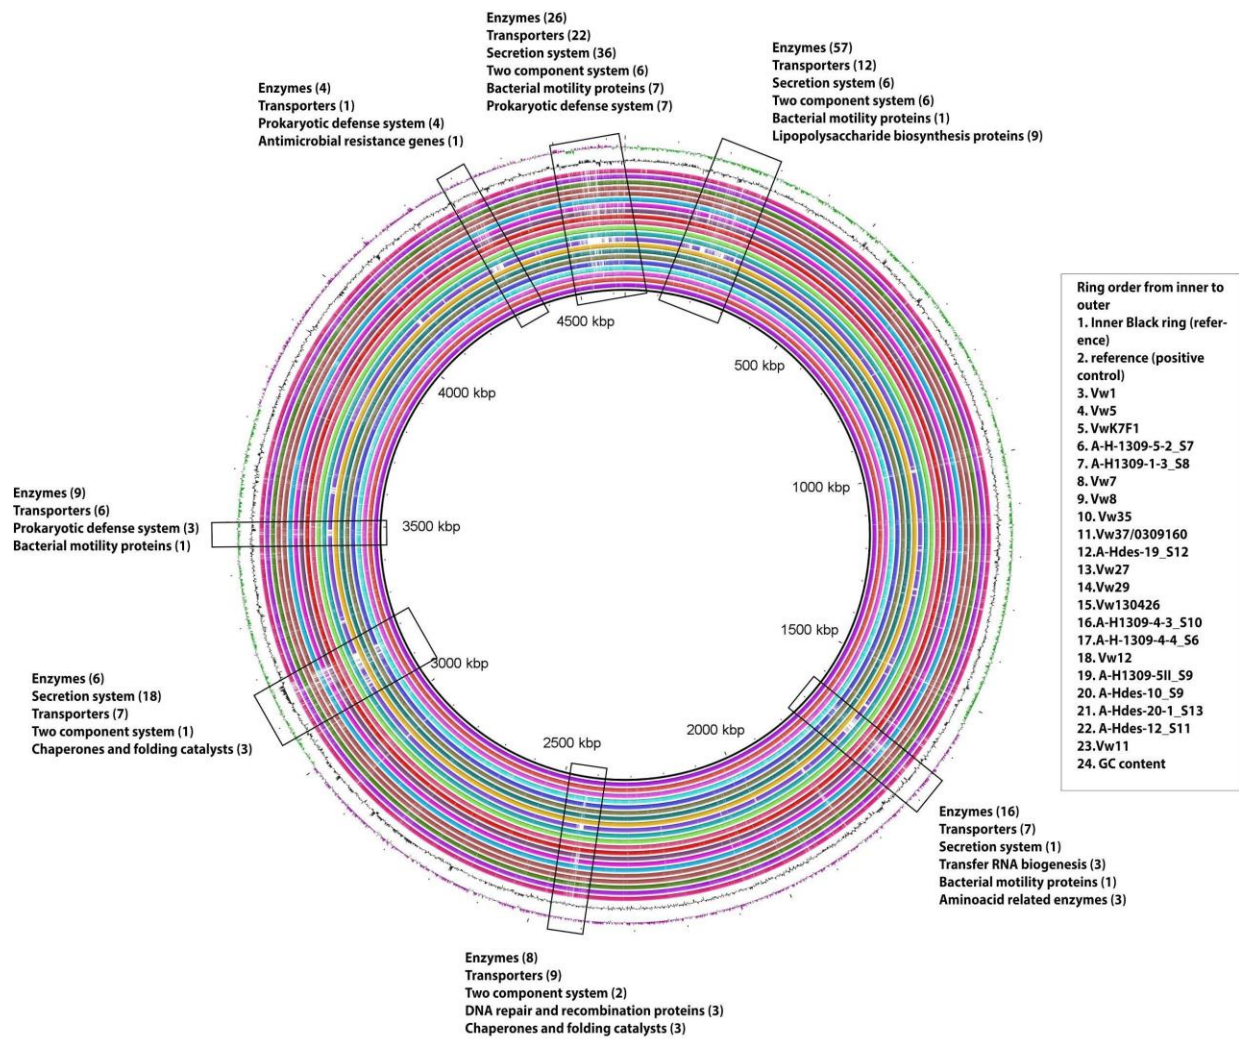 Enzymes (26)
Transporters (22)
Secretion system (36)
Two component system (6)
Bacterial motility proteins (7)
Prokaryotic defense system (7)
Enzymes (57)
Transporters (12)
Secretion system (6)
Two component system (6)
Bacterial motility proteins (1)
Lipopolysaccharide biosynthesis proteins (9)
Enzymes (4)
Transporters (1)
Prokaryotic defense system (4)
Antimicrobial resistance genes (1)
4500 kbp
500 kbp
4000 kbp
1000 kbp
3500 kbp
1500 kbp
3000 kbp
2000 kbp
2500 kbp
Enzymes (9)
Transporters (6)
Prokaryotic defense system (3)
Bacterial motility proteins (1)
Enzymes (6)
Secretion system (18)
Transporters (7)
Two component system (1)
Chaperones and folding catalysts (3)
Enzymes (8)
Transporters (9)
Two component system (2)
DNA repair and recombination proteins (3)
Chaperones and folding catalysts (3)
Enzymes (16)
Transporters (7)
Secretion system (1)
Transfer RNA biogenesis (3)
Bacterial motility proteins (1)
Aminoacid related enzymes (3)
Ring order from inner to
outer
1. Inner Black ring (refer-
ence)
2. reference (positive
control)
3. Vw1
4. Vw5
5. VwK7F1
6. A-H-1309-5-2_S7
7. A-H1309-1-3_S8
8. Vw7
9. Vw8
10. Vw35
11.Vw37/0309160
12.A-Hdes-19_S12
13.Vw27
14.Vw29
15.Vw130426
16.A-H1309-4-3_S10
17.A-H-1309-4-4_S6
18. Vw12
19. A-H1309-5II_S9
20. A-Hdes-10_S9
21. A-Hdes-20-1_S13
22. A-Hdes-12_S11
23.Vw11
24. GC content